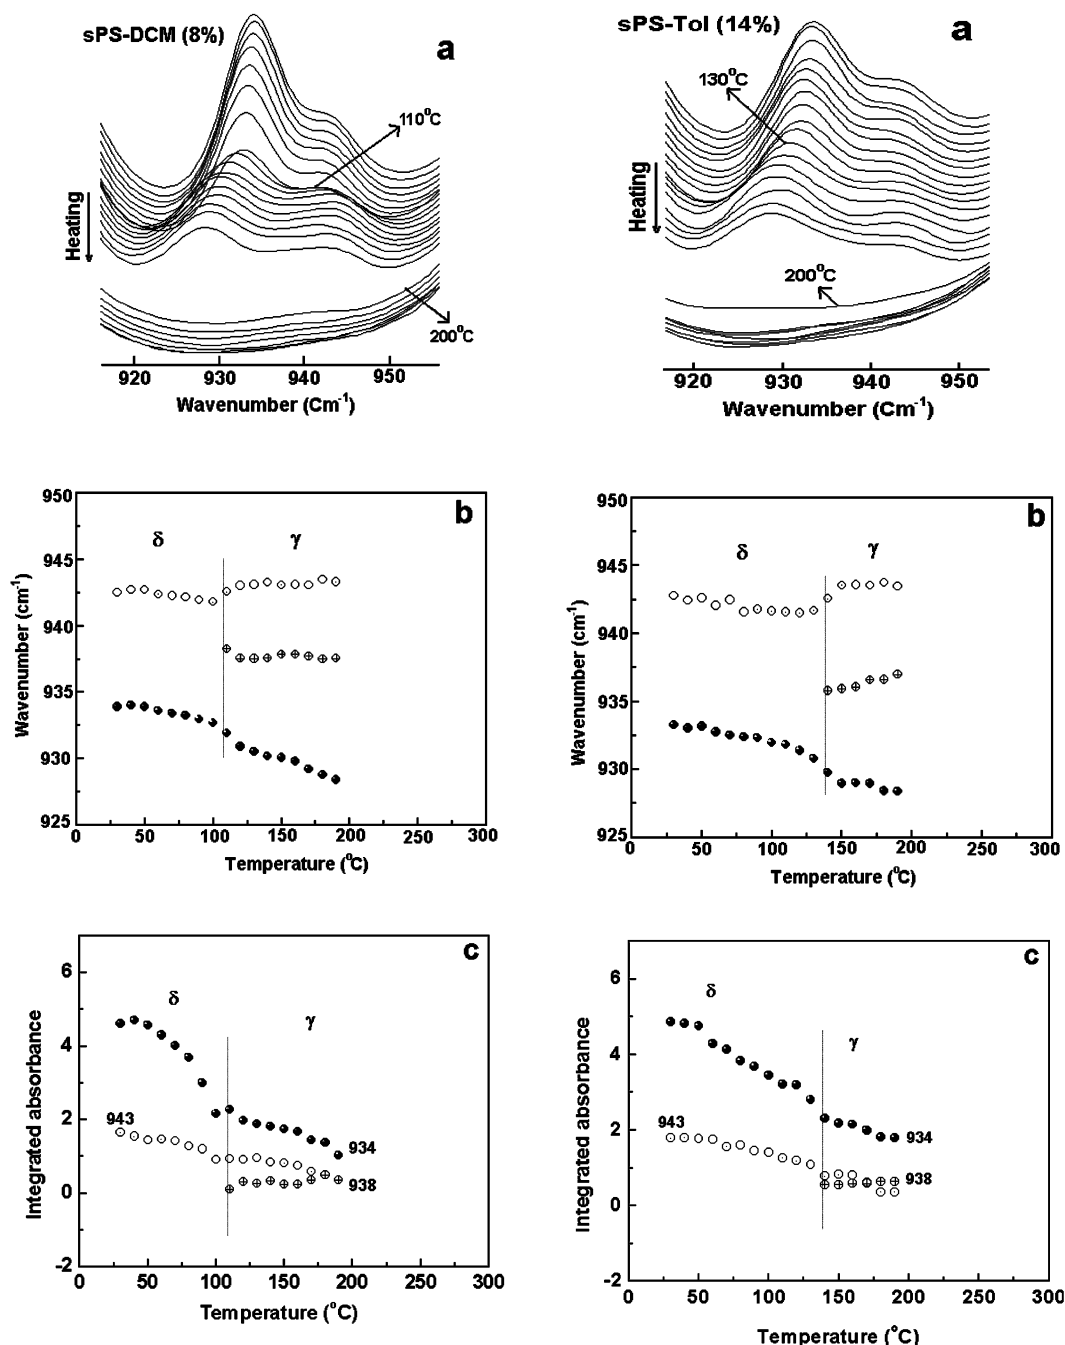 sPS-DCM (8%)
a
110°C
Heating
200°C
920 930 940 950
Wavenumber (Cm⁻¹)
sPS-Tol (14%)
a
130°C
Heating
200°C
920 930 940 950
Wavenumber (Cm⁻¹)
950
945
940
935
930
925
Wavenumber (cm⁻¹)
b
δ γ
0 50 100 150 200 250 300
Temperature (°C)
950
945
940
935
930
925
Wavenumber (cm⁻¹)
b
δ γ
0 50 100 150 200 250 300
Temperature (°C)
6
4
2
0
-2
Integrated absorbance
c
δ
γ
943
934
938
0 50 100 150 200 250 300
Temperature (°C)
6
4
2
0
-2
Integrated absorbance
c
δ
γ
943
934
938
0 50 100 150 200 250 300
Temperature (°C)